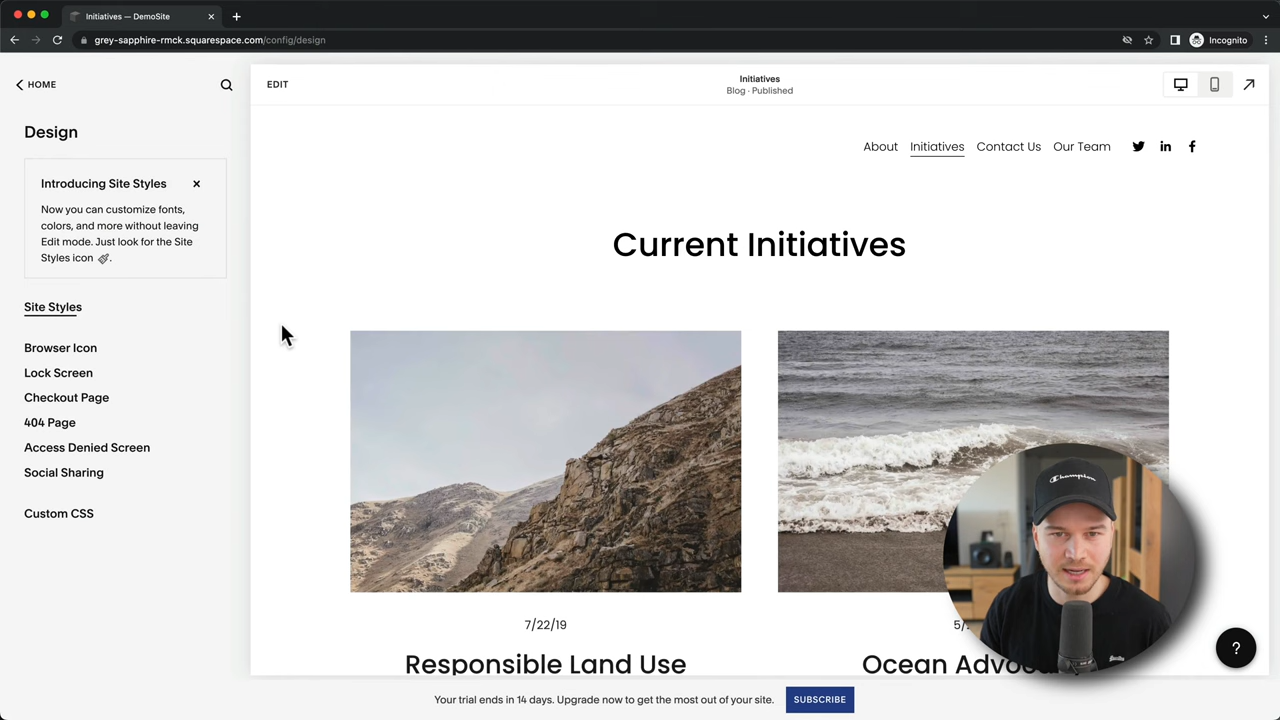 Initiatives — DemoSite
grey-sapphire-rmck.squarespace.com/config/design
Incognito
HOME
EDIT
Initiatives
Blog · Published
Design
Introducing Site Styles
Now you can customize fonts,
colors, and more without leaving
Edit mode. Just look for the Site
Styles icon
Site Styles
Browser Icon
Lock Screen
Checkout Page
404 Page
Access Denied Screen
Social Sharing
Custom CSS
About Initiatives Contact Us Our Team
Current Initiatives
7/22/19
Responsible Land Use
5/
Ocean
Champion
Your trial ends in 14 days. Upgrade now to get the most out of your site. SUBSCRIBE
?